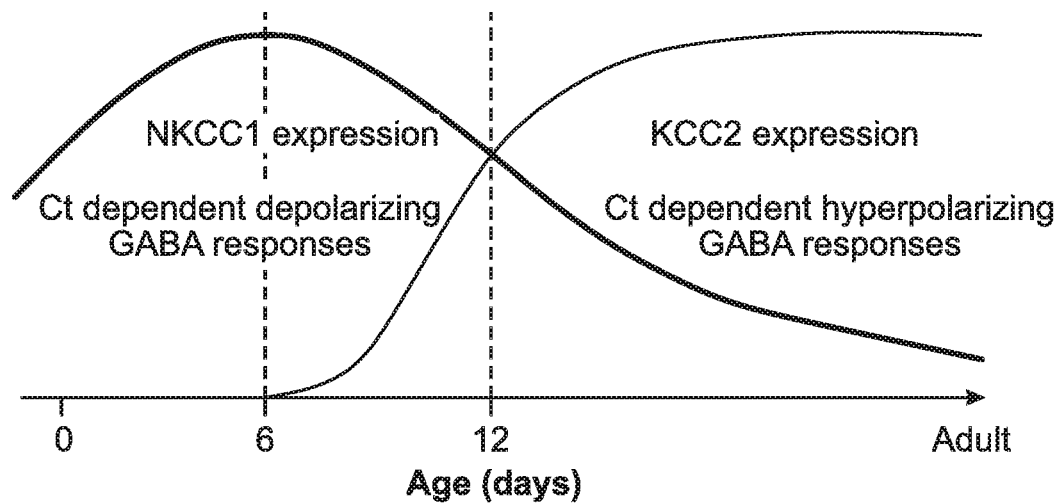 NKCC1 expression
KCC2 expression
Ct dependent depolarizing
GABA responses
Ct dependent hyperpolarizing
GABA responses
0
6
12
Adult
Age (days)